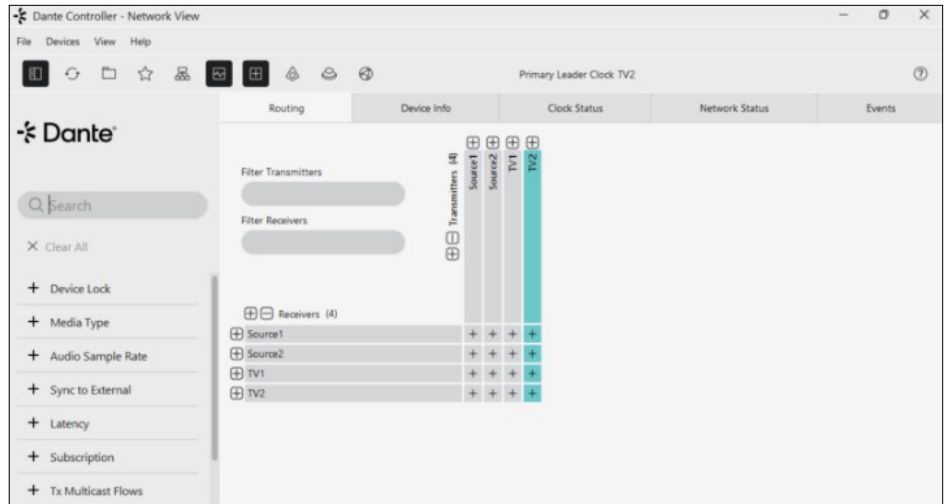 Dante Controller - Network View
File Devices View Help
Primary Leader Clock TV2
Routing Device Info Clock Status Network Status Events
Dante
Search
Clear All
Device Lock
Media Type
Audio Sample Rate
Sync to External
Latency
Subscription
Tx Multicast Flows
Filter Transmitters
Filter Receivers
Transmitters (4)
Source1
Source2
TV1
TV2
Receivers (4)
Source1
Source2
TV1
TV2